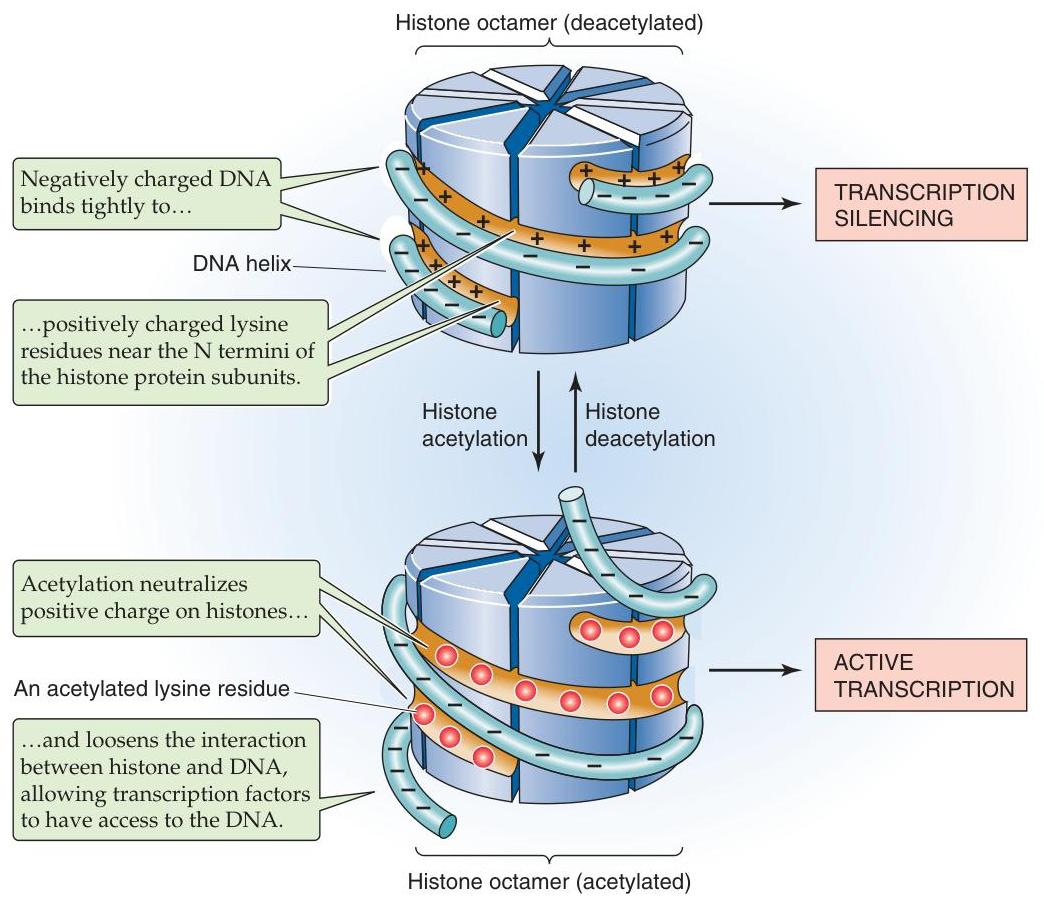 Histone octamer (deacetylated)
Negatively charged DNA
binds tightly to…
TRANSCRIPTION
SILENCING
DNA helix
…positively charged lysine
residues near the N termini of
the histone protein subunits.
Histone
acetylation
Histone
deacetylation
Acetylation neutralizes
positive charge on histones…
An acetylated lysine residue
ACTIVE
TRANSCRIPTION
…and loosens the interaction
between histone and DNA,
allowing transcription factors
to have access to the DNA.
Histone octamer (acetylated)